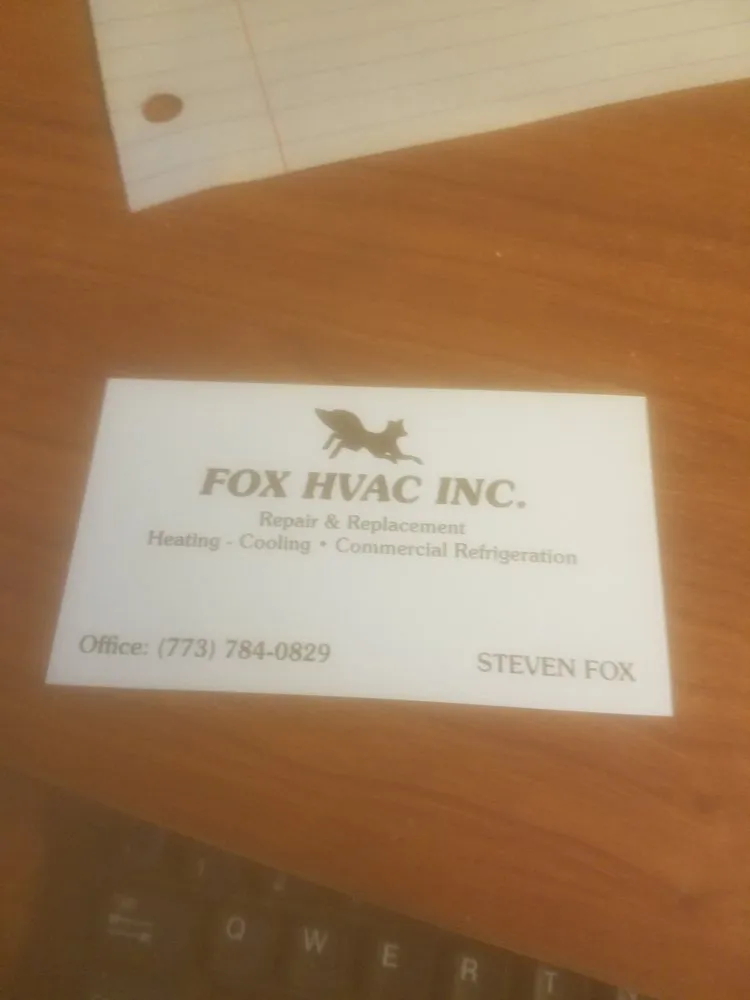 FOX HVAC INC.
Repair & Replacement
Heating - Cooling • Commercial Refrigeration
Office: (773) 784-0829
STEVEN FOX
Q W E R T